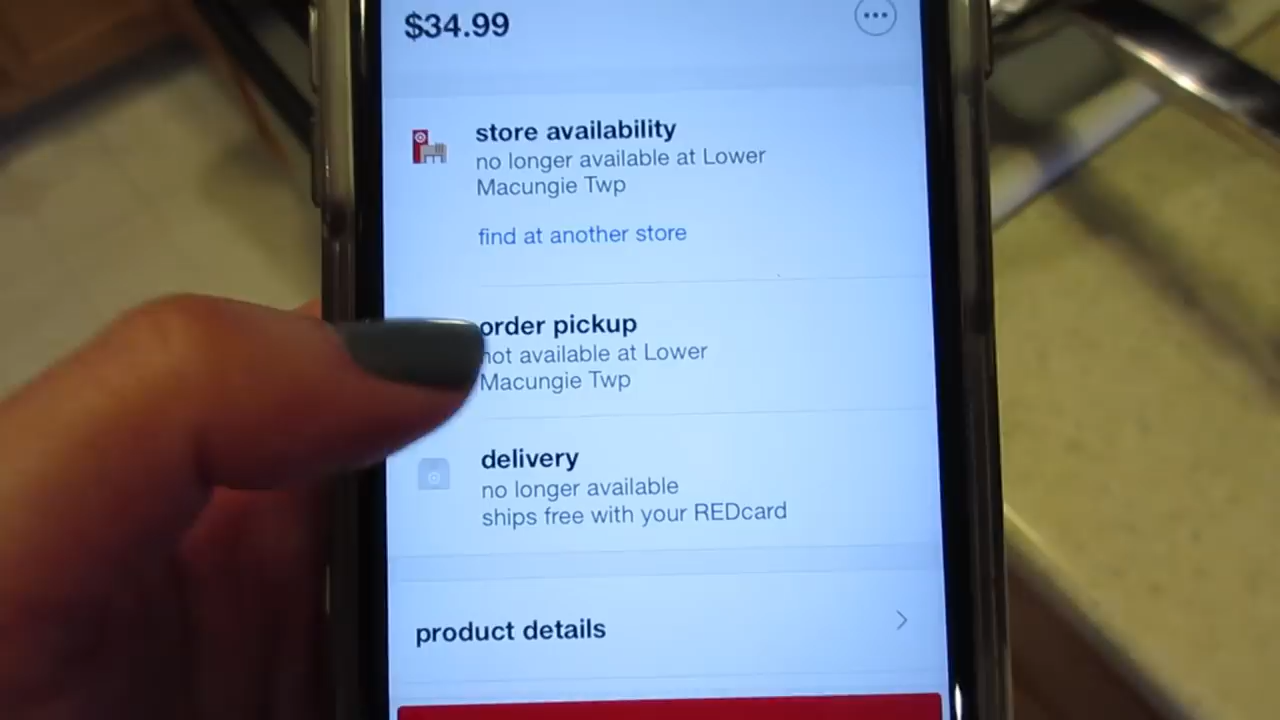 $34.99
store availability
no longer available at Lower
Macungie Twp
find at another store
order pickup
not available at Lower
Macungie Twp
delivery
no longer available
ships free with your REDcard
product details